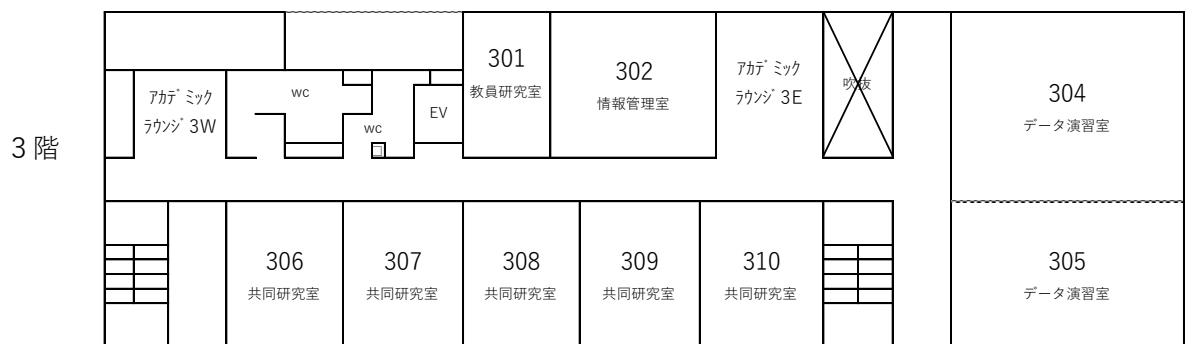 3 階
ｱｶﾃﾞﾐｯｸ
ﾗｳﾝｼﾞ 3W
wc
wc
EV
301
教員研究室
302
情報管理室
ｱｶﾃﾞﾐｯｸ
ﾗｳﾝｼﾞ 3E
吹抜
304
データ演習室
306
共同研究室
307
共同研究室
308
共同研究室
309
共同研究室
310
共同研究室
305
データ演習室